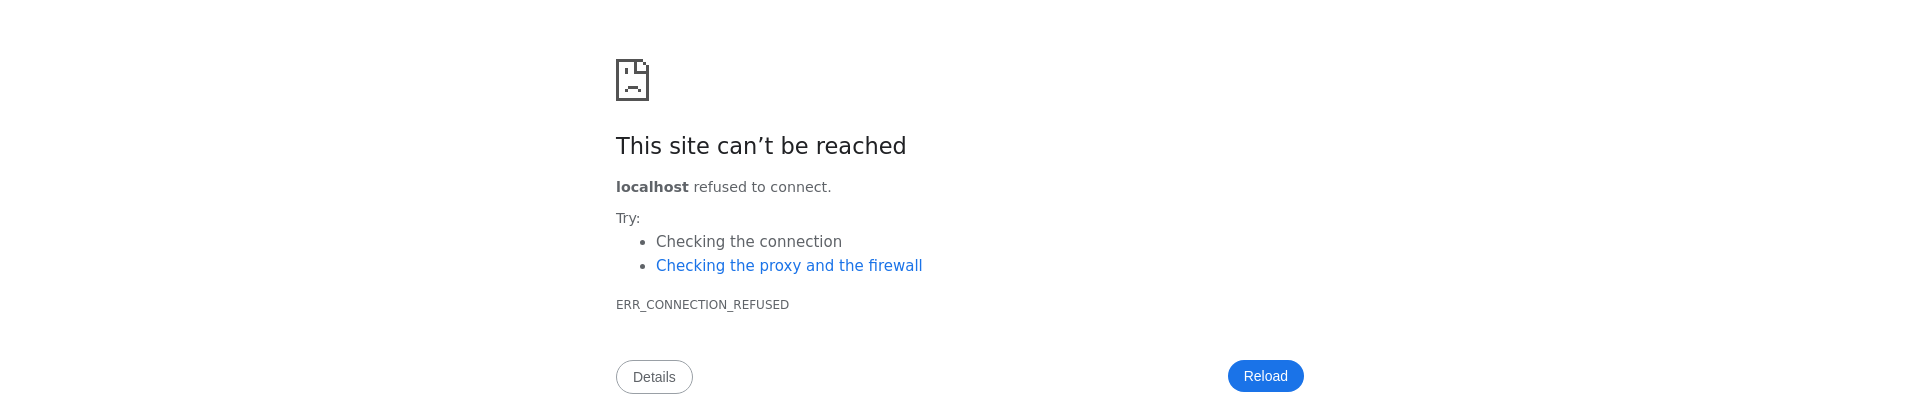 This site can’t be reached
localhost refused to connect.
Try:
Checking the connection
Checking the proxy and the firewall
ERR_CONNECTION_REFUSED
Details
Reload